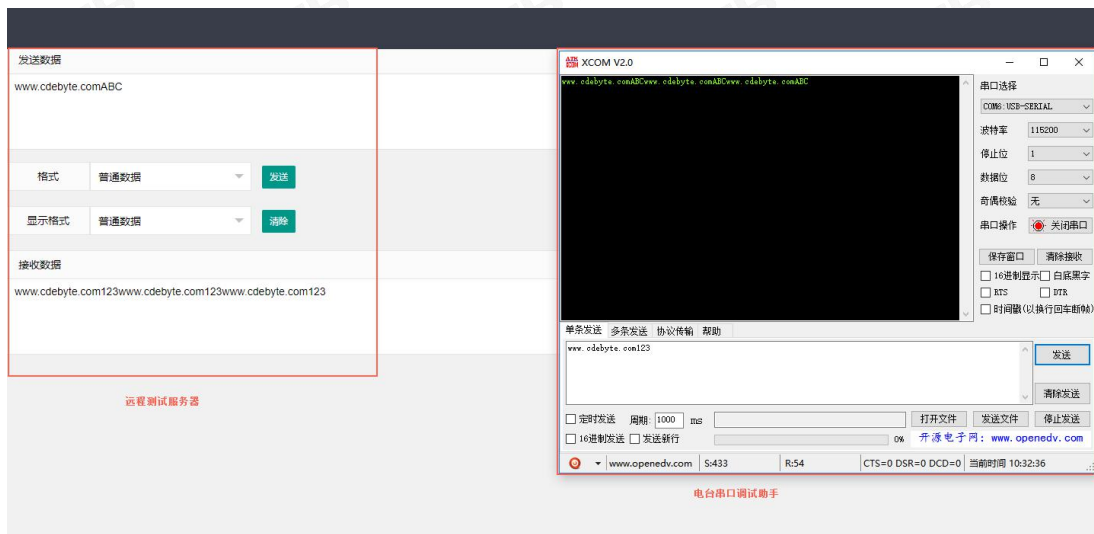 发送数据
www.cdebyte.comABC
格式 普通数据 发送
显示格式 普通数据 清除
接收数据
www.cdebyte.com123www.cdebyte.com123www.cdebyte.com123
远程测试服务器
XCOM V2.0
www.cdebyte.comABCwww.cdebyte.comABCwww.cdebyte.comABC
串口选择
COM6:USB-SERIAL
波特率 115200
停止位 1
数据位 8
奇偶校验 无
串口操作 关闭串口
保存窗口 清除接收
16进制显示 白底黑字
RTS DTR
时间戳(以换行回车断帧)
单条发送 多条发送 协议传输 帮助
www.cdebyte.com123
发送
清除发送
定时发送 周期: 1000 ms 打开文件 发送文件 停止发送
16进制发送 发送新行 0% 开源电子网：www.openedv.com
www.openedv.com S:433 R:54 CTS=0 DSR=0 DCD=0 当前时间 10:32:36
电台串口调试助手